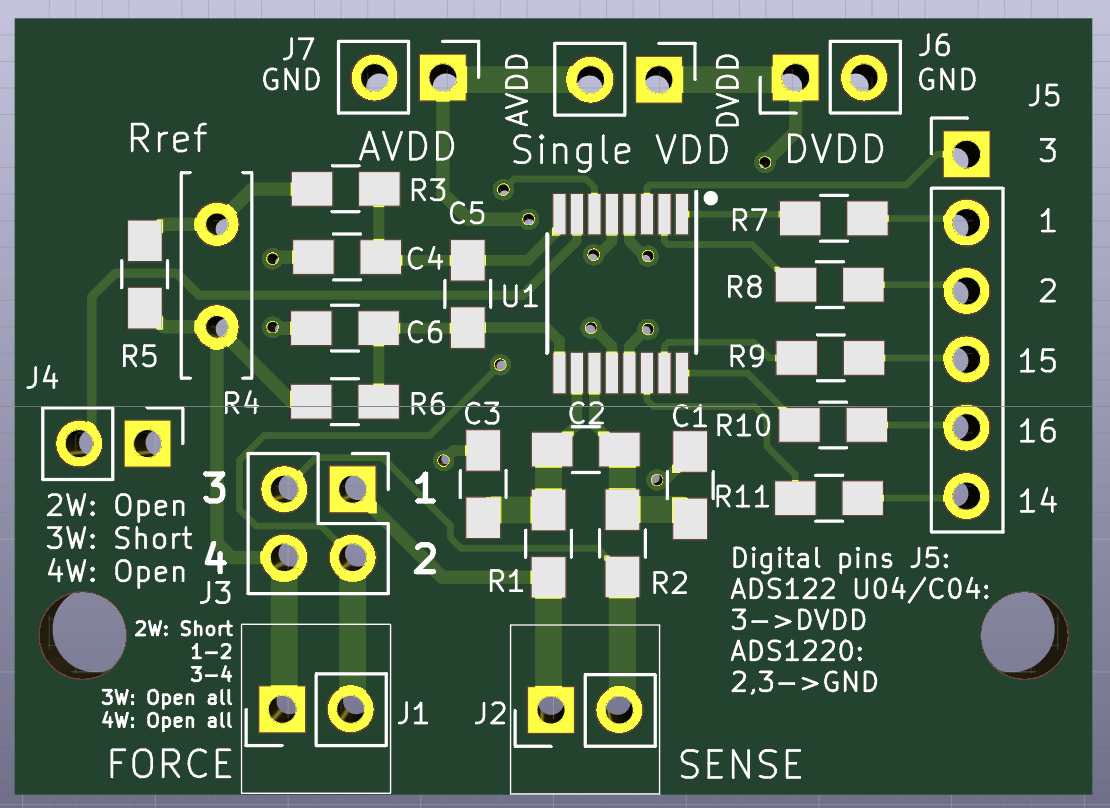 J7
GND
AVDD
DVDD
J6
GND
J5
Rref
AVDD
Single VDD
DVDD
3
R3
C5
R7
1
C4
U1
R8
2
C6
R5
R9
15
J4
R4
R6
C3
C2
C1
R10
16
R11
14
3
1
4
2
2W: Open
3W: Short
4W: Open
J3
R1
R2
Digital pins J5:
ADS122 U04/C04:
3->DVDD
ADS1220:
2,3->GND
2W: Short
1-2
3-4
3W: Open all
4W: Open all
J1
J2
FORCE
SENSE